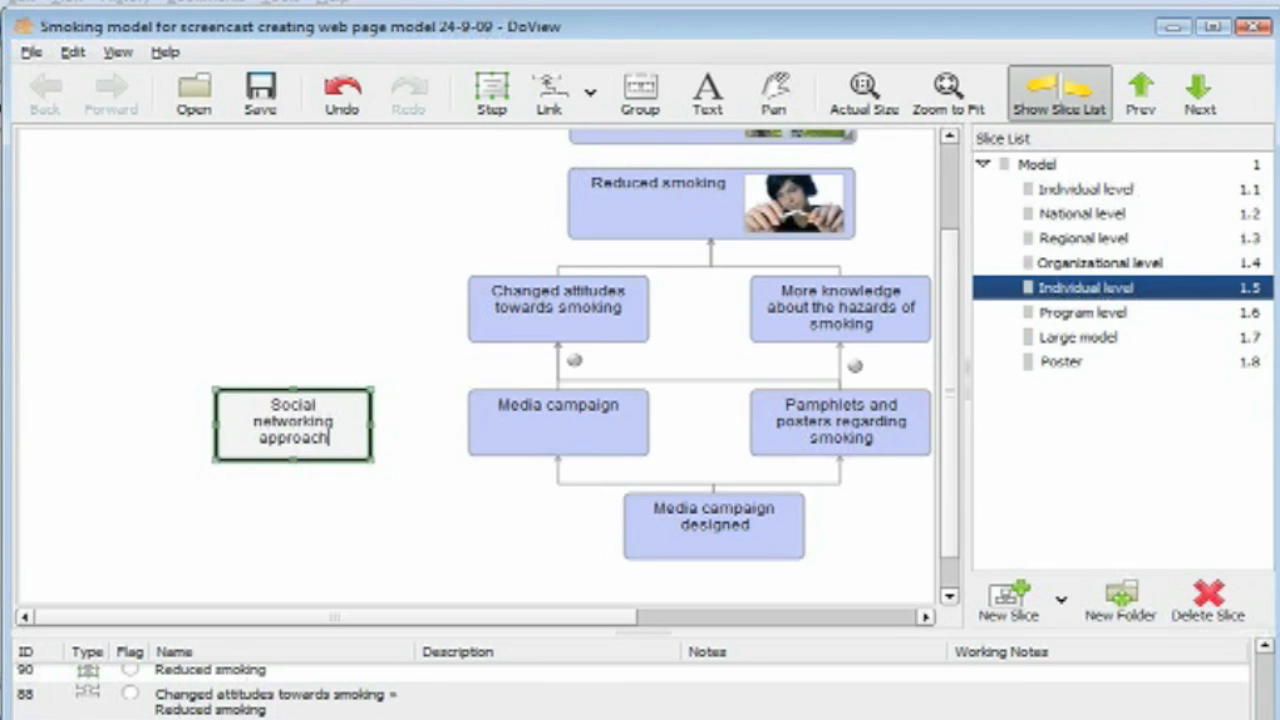 Smoking model for screencast creating web page model 24-9-09 - DoView
File Edit View Help
Back Forward Open Save Undo Redo Step Link Group Text Pan Actual Size Zoom to Fit Show Slice List Prev Next
Reduced smoking
Changed attitudes
towards smoking
More knowledge
about the hazards of
smoking
Social
networking
approach
Media campaign
Pamphlets and
posters regarding
smoking
Media campaign
designed
Slice List
Model 1
Individual level 1.1
National level 1.2
Regional level 1.3
Organizational level 1.4
Individual level 1.5
Program level 1.6
Large model 1.7
Poster 1.8
New Slice New Folder Delete Slice
ID Type Flag Name Description Notes Working Notes
90 Reduced smoking
88 Changed attitudes towards smoking »
Reduced smoking